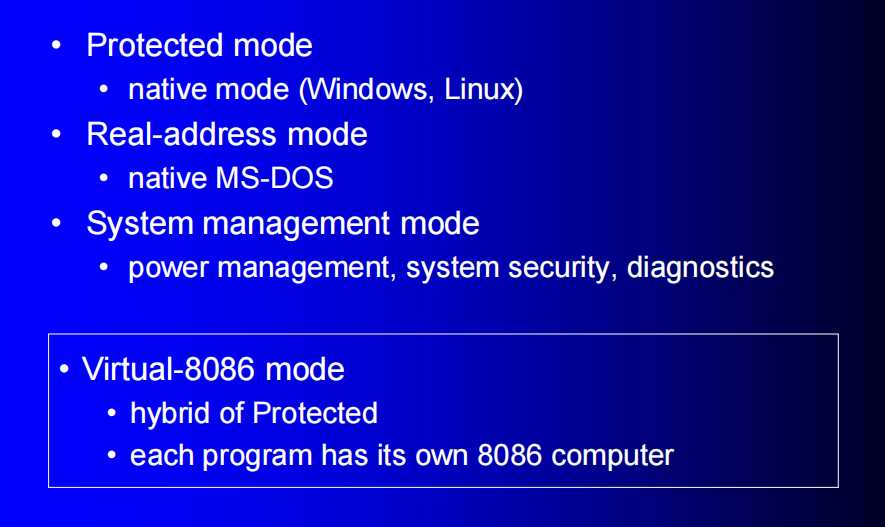 • Protected mode
• native mode (Windows, Linux)
• Real-address mode
• native MS-DOS
• System management mode
• power management, system security, diagnostics
• Virtual-8086 mode
• hybrid of Protected
• each program has its own 8086 computer